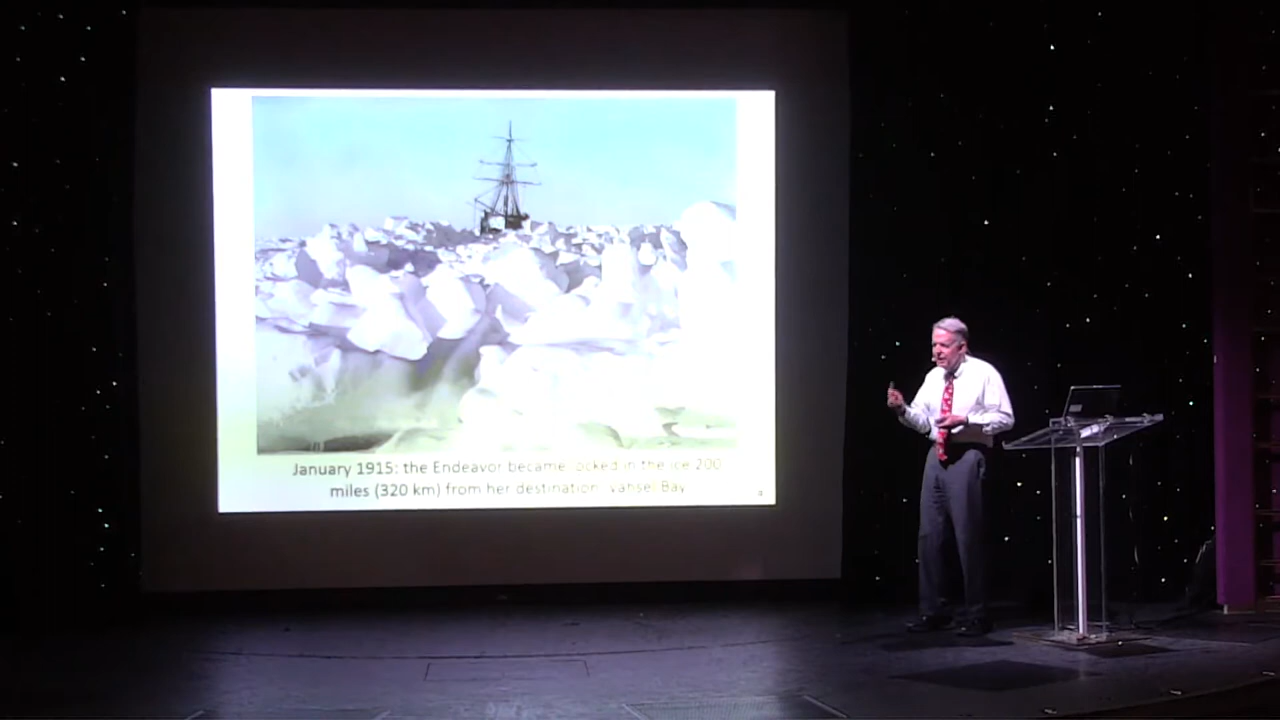 January 1915: the Endeavor became locked in the ice 200
miles (320 km) from her destination, Vahsel Bay